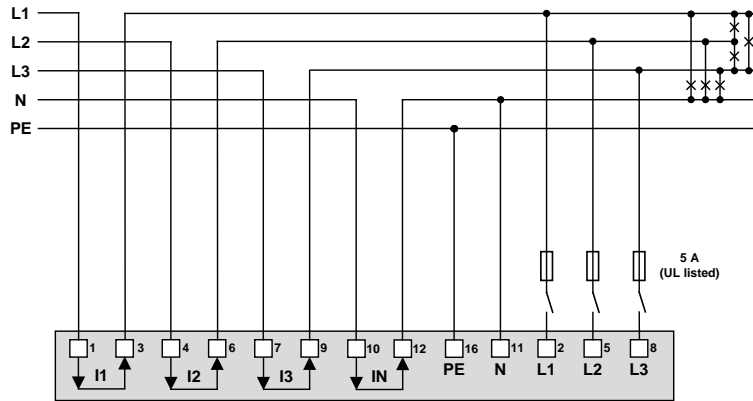 L1
L2
L3
N
PE
5 A
(UL listed)
1 3 4 6 7 9 10 12 16 11 2 5 8
I1 I2 I3 IN PE N L1 L2 L3